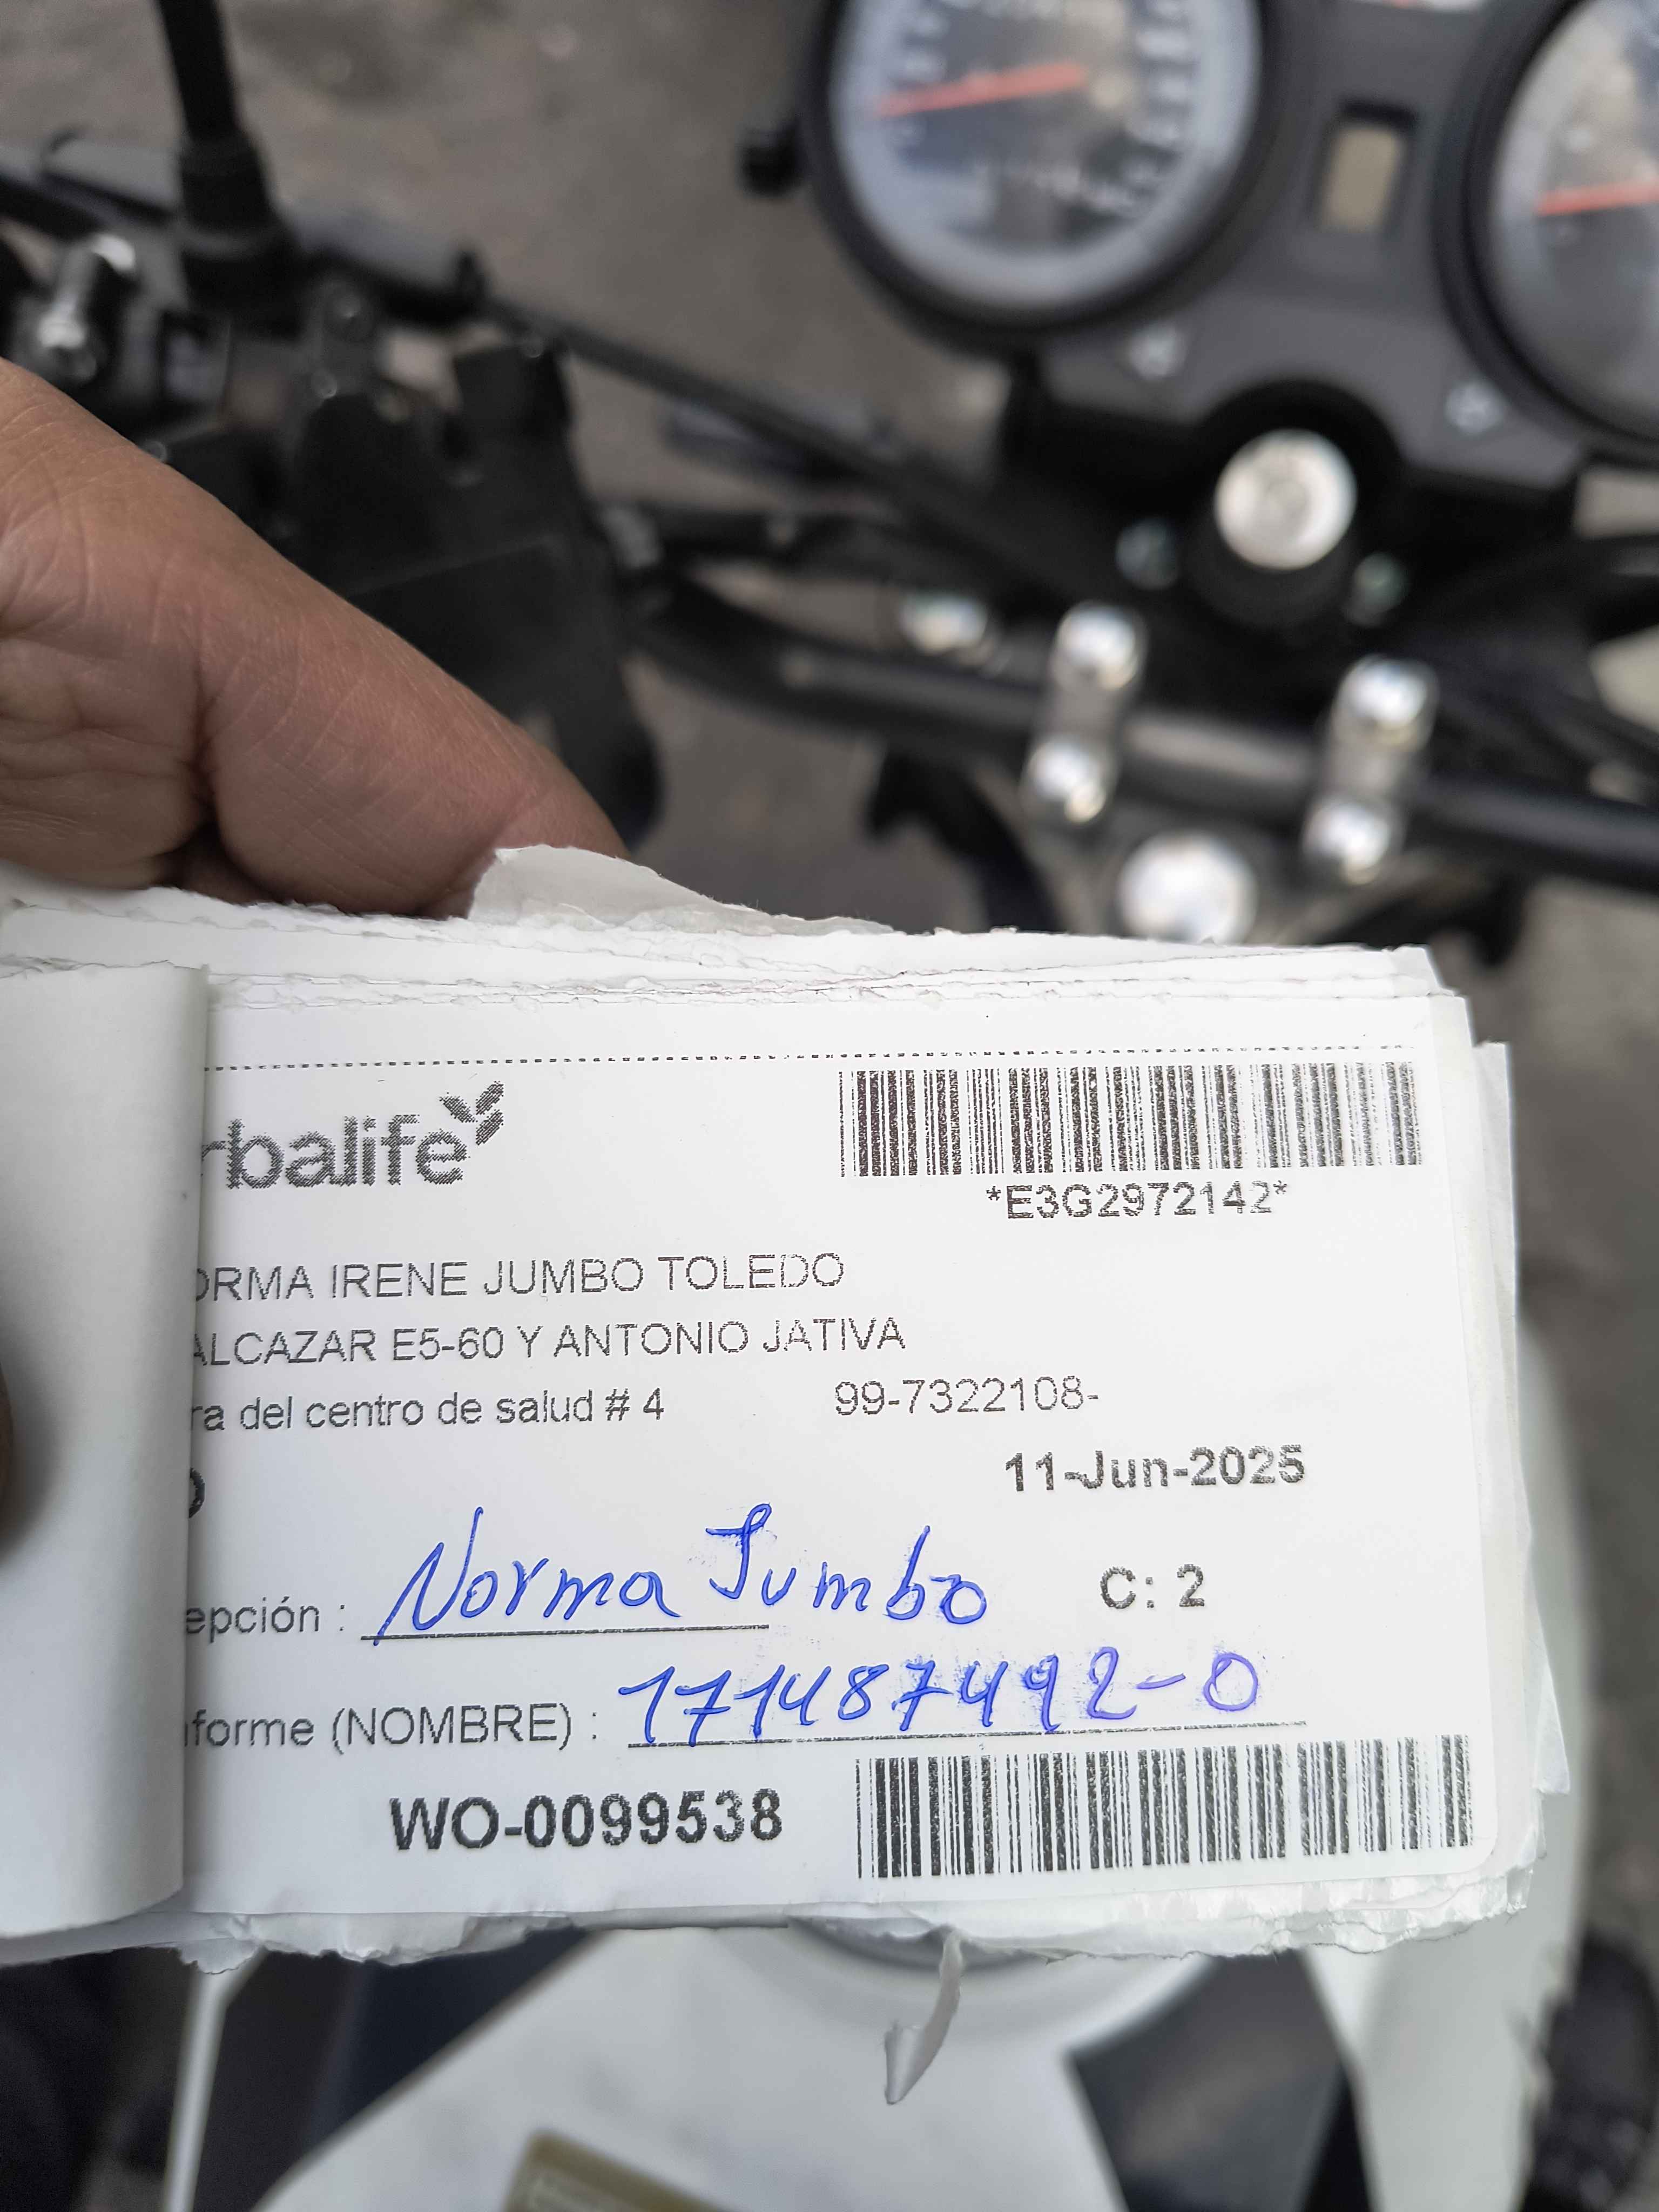 rbalife
*E3G2972142*
ORMA IRENE JUMBO TOLEDO
ALCAZAR E5-60 Y ANTONIO JATIVA
ra del centro de salud # 4 99-7322108-
O 11-Jun-2025
epción : Norma Jumbo C: 2
nforme (NOMBRE) : 171487492-0
WO-0099538